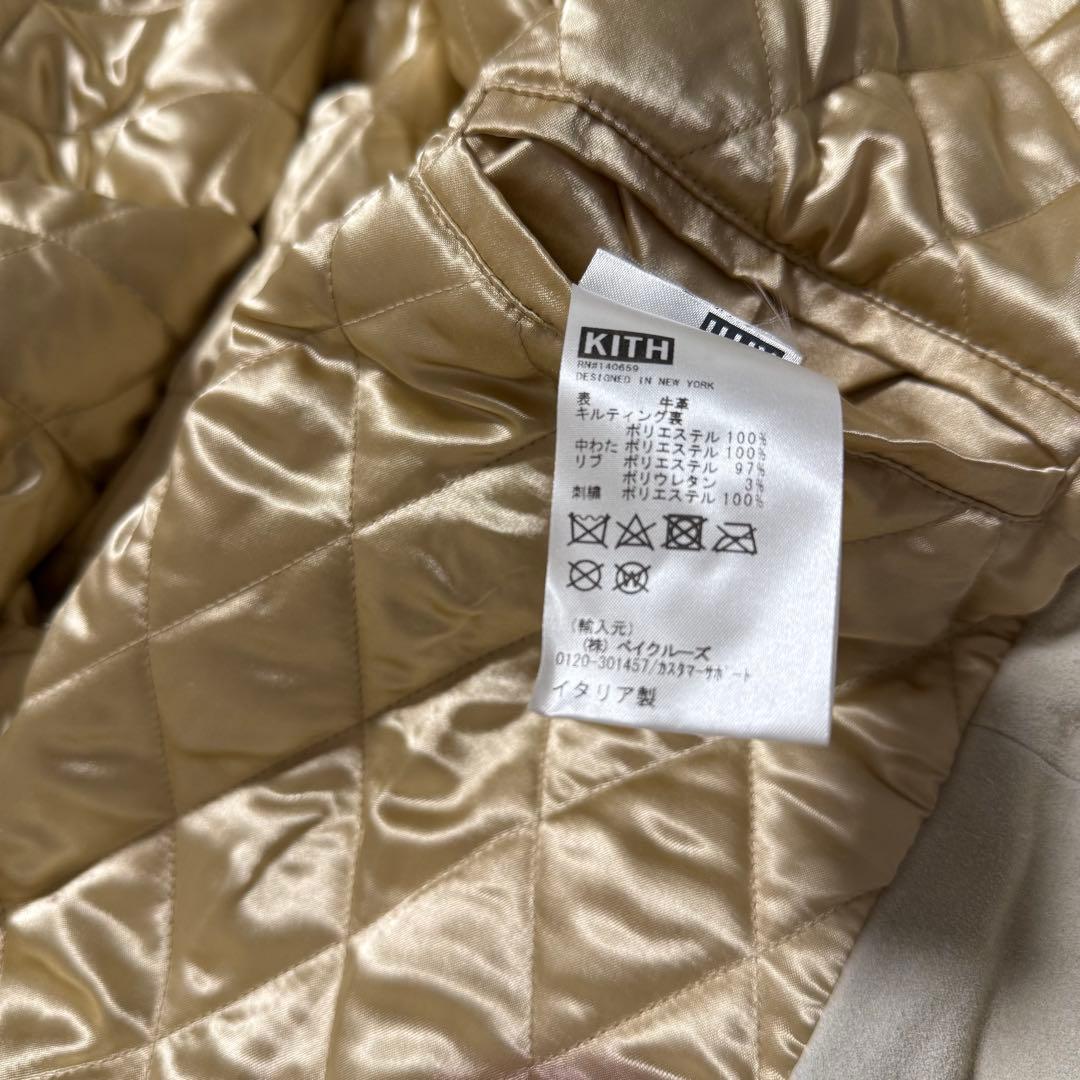 KITH
RN#140659
DESIGNED IN NEW YORK
表 牛革
キルティング裏
ポリエステル 100%
中わた ポリエステル 100%
リブ ポリエステル 97%
ポリウレタン 3%
刺繍 ポリエステル 100%
W
(輸入元)
(株) ベイクルーズ
0120-301457/カスタマーサポート
イタリア製